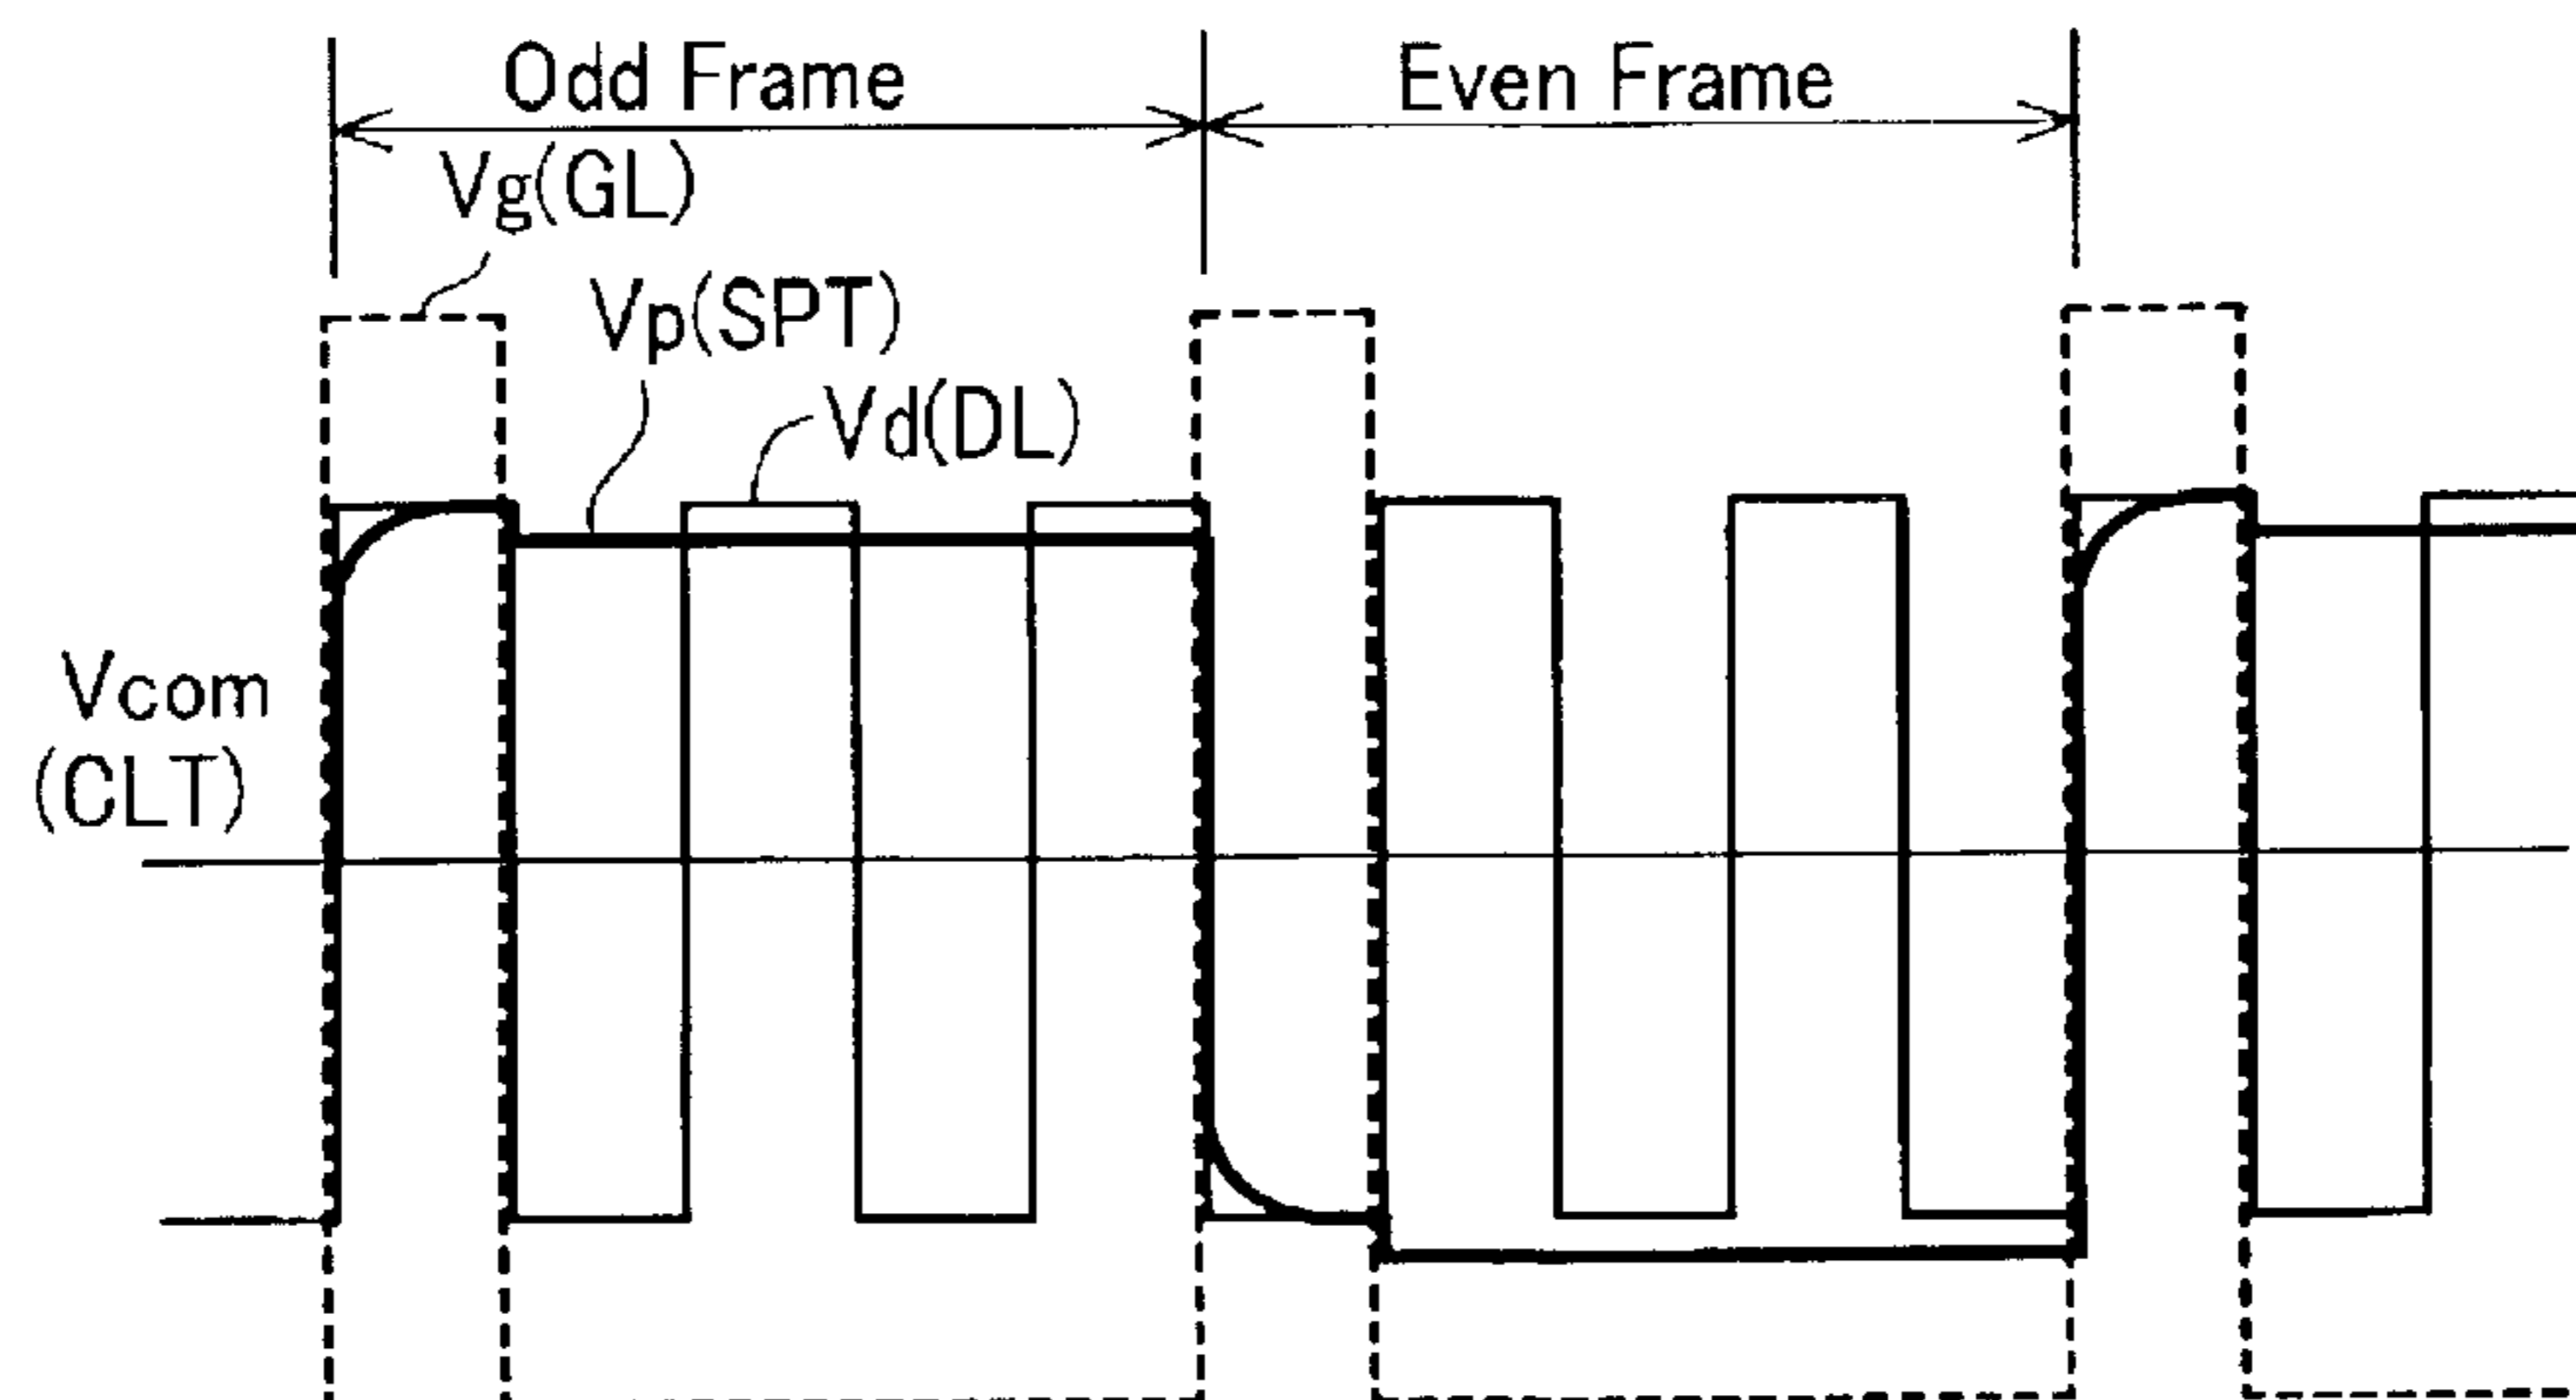 Odd Frame
Even Frame
Vg(GL)
Vp(SPT)
Vd(DL)
Vcom
(CLT)